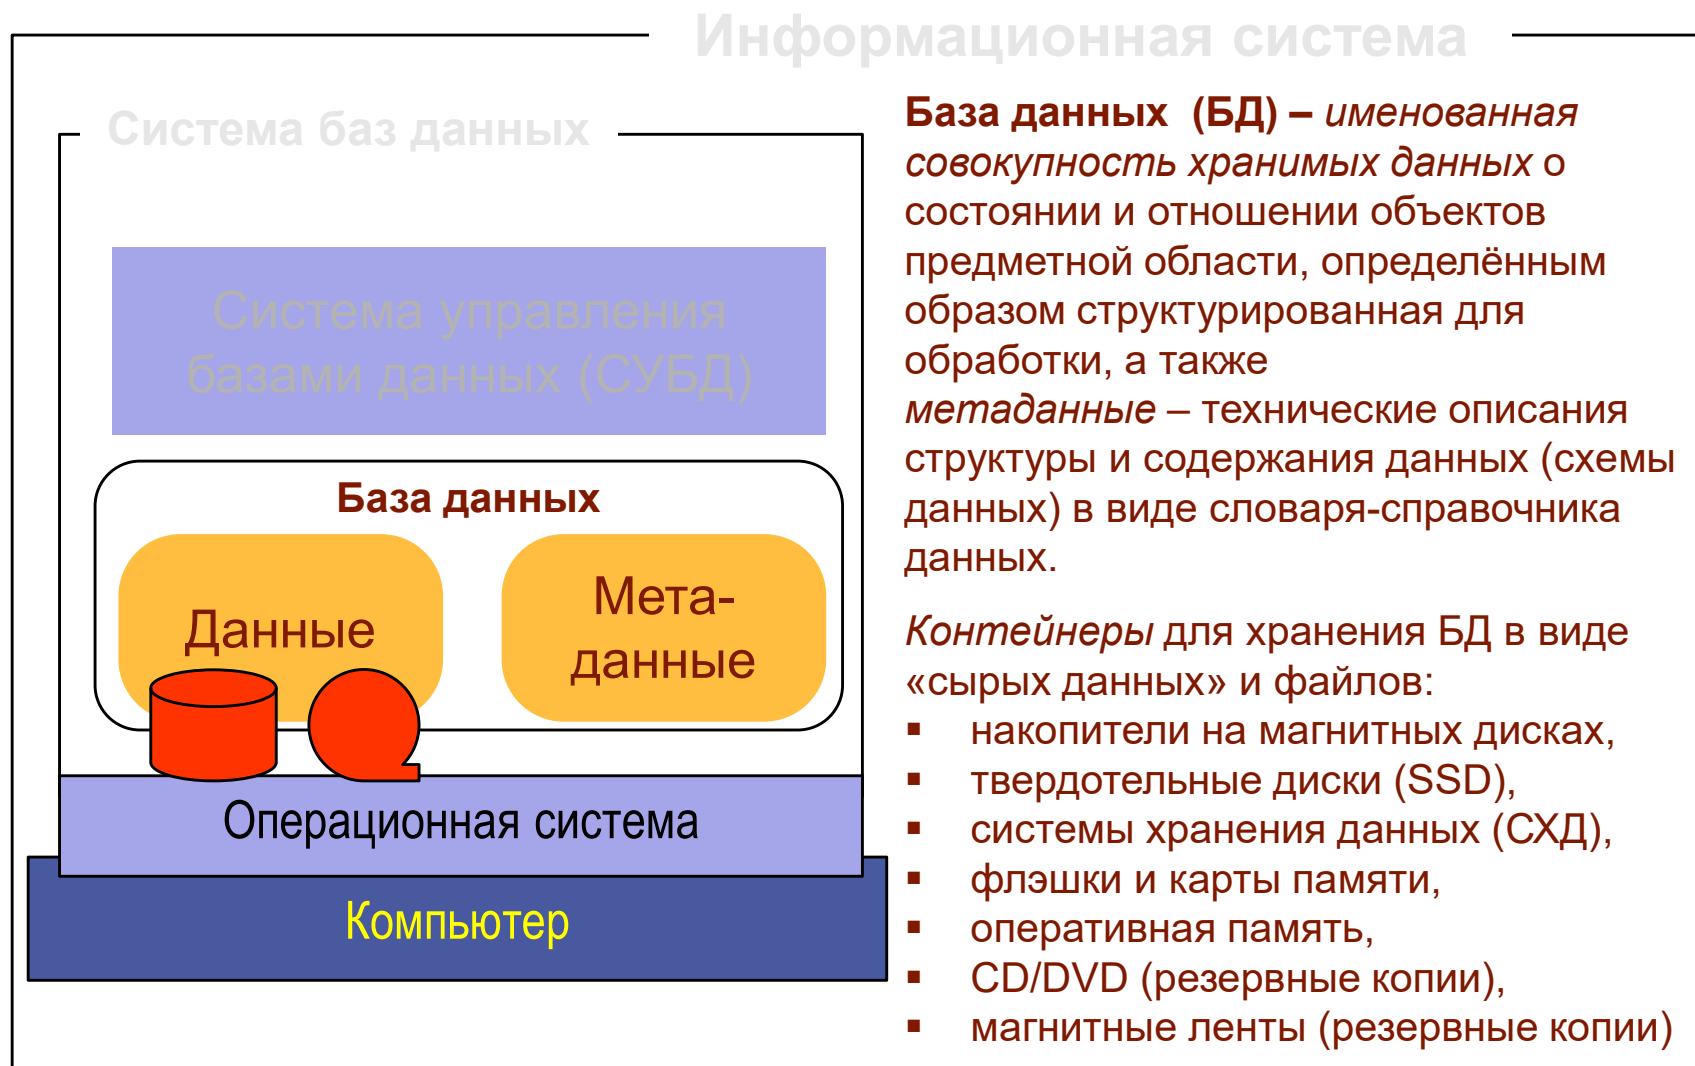 Информационная система
Система баз данных
Система управления
базами данных (СУБД)
База данных
Данные
Мета-
данные
Операционная система
Компьютер
База данных (БД) – именованная
совокупность хранимых данных о
состоянии и отношении объектов
предметной области, определённым
образом структурированная для
обработки, а также
метаданные – технические описания
структуры и содержания данных (схемы
данных) в виде словаря-справочника
данных.
Контейнеры для хранения БД в виде
«сырых данных» и файлов:
▪ накопители на магнитных дисках,
▪ твердотельные диски (SSD),
▪ системы хранения данных (СХД),
▪ флэшки и карты памяти,
▪ оперативная память,
▪ CD/DVD (резервные копии),
▪ магнитные ленты (резервные копии)